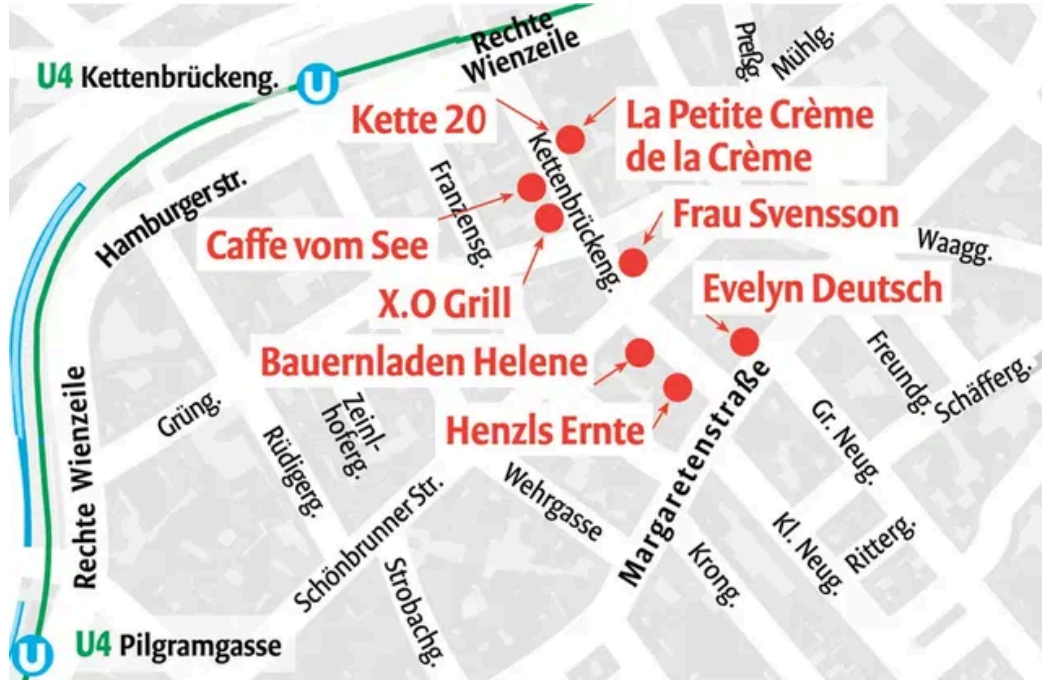 Rechte
Wienzeile
Preßg.
Mühlg.
U4 Kettenbrückeng.
U
Kette 20
La Petite Crème
de la Crème
Kettenbrückeng.
Franzensg.
Hamburgerstr.
Caffe vom See
Frau Svensson
Waagg.
X.O Grill
Evelyn Deutsch
Bauernladen Helene
Freundg.
Schäfferg.
Grüng.
Zeinl-
hoferg.
Rüdigerg.
Henzls Ernte
Gr. Neug.
Rechte Wienzeile
Schönbrunner Str.
Wehrgasse
Margaretenstraße
Kl. Neug.
Ritterg.
Krong.
Strobachg.
U
U4 Pilgramgasse